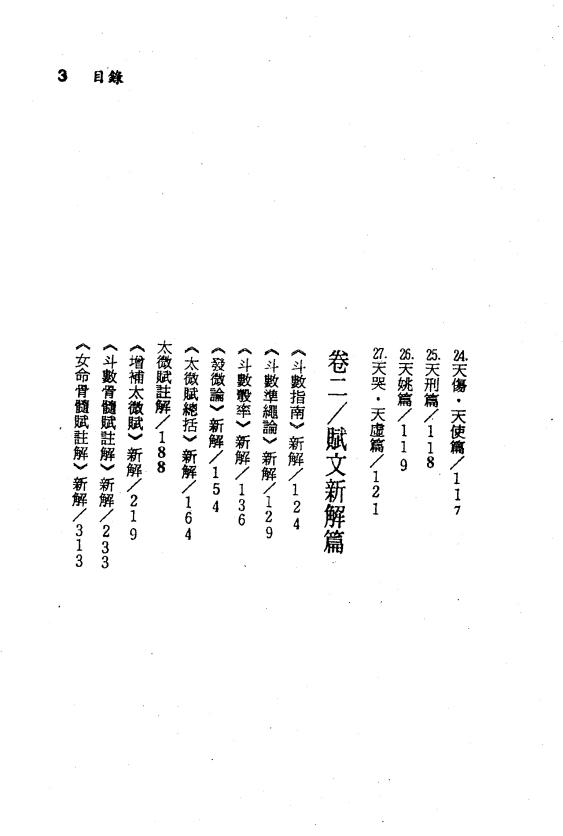 3 目錄
24.天傷・天使篇／117
25.天刑篇／118
26.天姚篇／119
27.天哭・天虛篇／121
卷二／賦文新解篇
《斗數指南》新解／124
《斗數準繩論》新解／129
《斗數彀率》新解／136
《發微論》新解／154
《太微賦總括》新解／164
太微賦註解／188
《增補太微賦》新解／219
《斗數骨髓賦註解》新解／233
《女命骨髓賦註解》新解／313